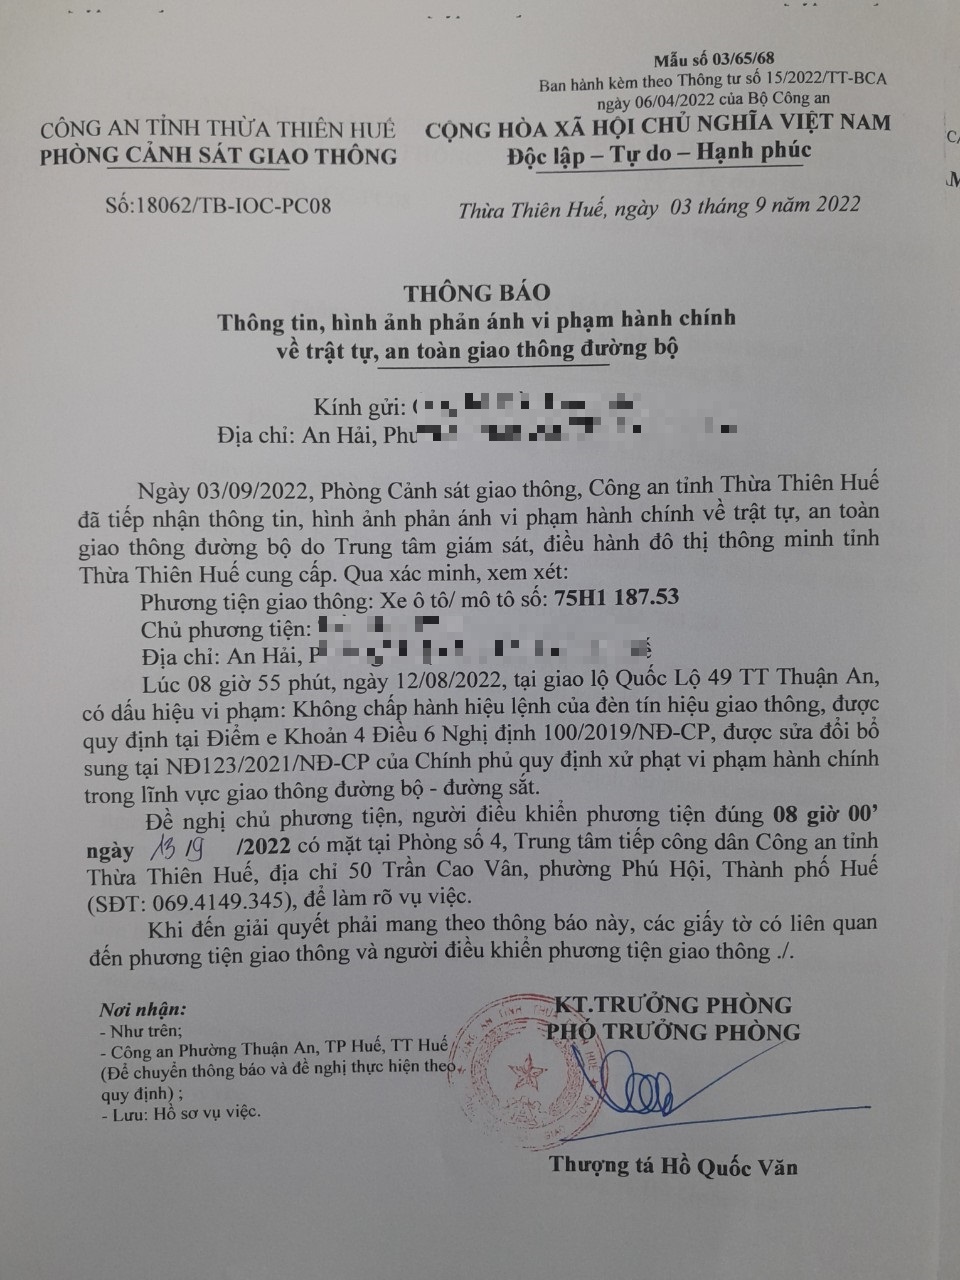 Mẫu số 03/65/68
Ban hành kèm theo Thông tư số 15/2022/TT-BCA
ngày 06/04/2022 của Bộ Công an
CÔNG AN TỈNH THỪA THIÊN HUẾ
PHÒNG CẢNH SÁT GIAO THÔNG
CỘNG HÒA XÃ HỘI CHỦ NGHĨA VIỆT NAM
Độc lập – Tự do – Hạnh phúc
Số:18062/TB-IOC-PC08
Thừa Thiên Huế, ngày 03 tháng 9 năm 2022
THÔNG BÁO
Thông tin, hình ảnh phản ánh vi phạm hành chính
về trật tự, an toàn giao thông đường bộ
Kính gửi:
Địa chỉ: An Hải,
Ngày 03/09/2022, Phòng Cảnh sát giao thông, Công an tỉnh Thừa Thiên Huế
đã tiếp nhận thông tin, hình ảnh phản ánh vi phạm hành chính về trật tự, an toàn
giao thông đường bộ do Trung tâm giám sát, điều hành đô thị thông minh tỉnh
Thừa Thiên Huế cung cấp. Qua xác minh, xem xét:
Phương tiện giao thông: Xe ô tô/ mô tô số: 75H1 187.53
Chủ phương tiện:
Địa chỉ: An Hải,
Lúc 08 giờ 55 phút, ngày 12/08/2022, tại giao lộ Quốc Lộ 49 TT Thuận An,
có dấu hiệu vi phạm: Không chấp hành hiệu lệnh của đèn tín hiệu giao thông, được
quy định tại Điểm e Khoản 4 Điều 6 Nghị định 100/2019/NĐ-CP, được sửa đổi bổ
sung tại NĐ123/2021/NĐ-CP của Chính phủ quy định xử phạt vi phạm hành chính
trong lĩnh vực giao thông đường bộ - đường sắt.
Đề nghị chủ phương tiện, người điều khiển phương tiện đúng 08 giờ 00’
ngày 13/9 /2022 có mặt tại Phòng số 4, Trung tâm tiếp công dân Công an tỉnh
Thừa Thiên Huế, địa chỉ 50 Trần Cao Vân, phường Phú Hội, Thành phố Huế
(SĐT: 069.4149.345), để làm rõ vụ việc.
Khi đến giải quyết phải mang theo thông báo này, các giấy tờ có liên quan
đến phương tiện giao thông và người điều khiển phương tiện giao thông ./.
Nơi nhận:
- Như trên;
- Công an Phường Thuận An, TP Huế, TT Huế
(Để chuyển thông báo và đề nghị thực hiện theo
quy định) ;
- Lưu: Hồ sơ vụ việc.
KT.TRƯỞNG PHÒNG
PHÓ TRƯỞNG PHÒNG
Thượng tá Hồ Quốc Văn